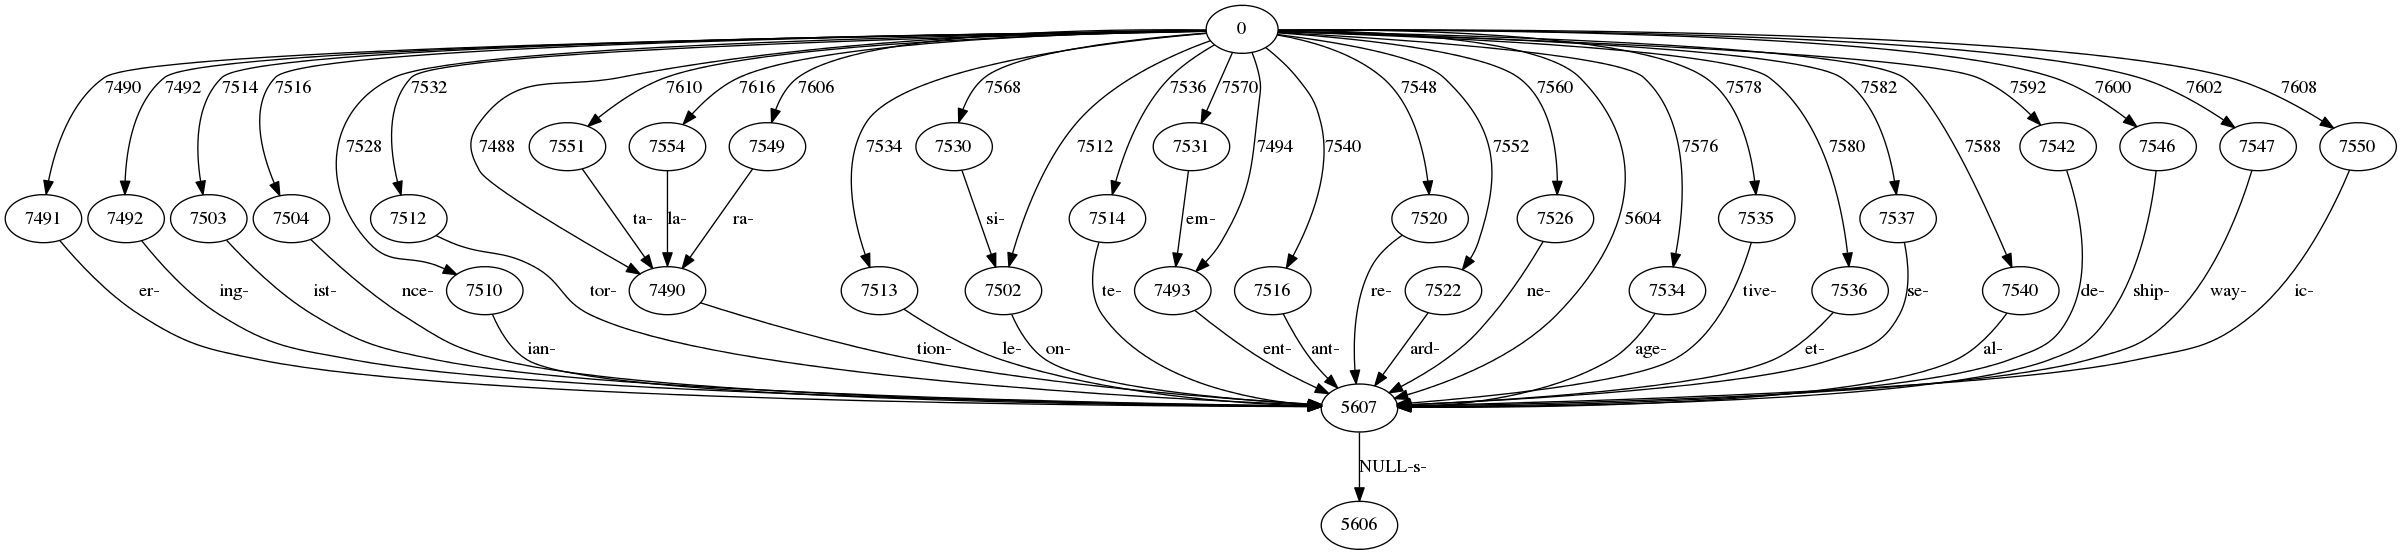 0
7490 7492 7514 7516 7528 7532 7488 7610 7616 7606 7534 7568 7512 7536 7570 7494 7540 7548 7552 7560 5604 7576 7578 7580 7582 7588 7592 7600 7602 7608
7551 7554 7549 7530 7531 7542 7546 7547 7550
7491 7492 7503 7504 7512 ta- la- ra- si- 7514 em- 7520 7526 7535 7537
7510 7490 7513 7502 7493 7516 7522 7534 7536 7540
er- ing- ist- nce- tor- te- re- ne- tive- se- de- ship- way- ic-
ian- tion- le- on- ent- ant- ard- age- et- al-
5607
NULL-s-
5606